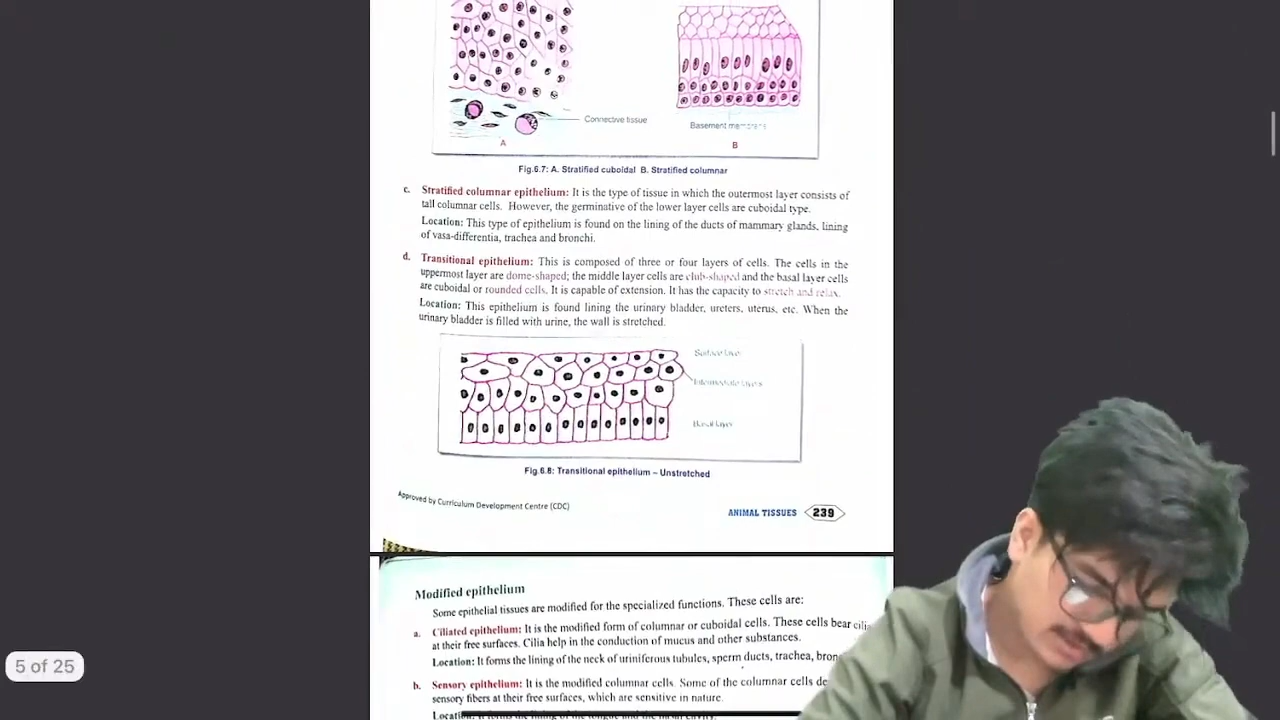 Connective tissue
Basement membrane
A
B
Fig.6.7: A. Stratified cuboidal B. Stratified columnar
c. Stratified columnar epithelium: It is the type of tissue in which the outermost layer consists of
tall columnar cells. However, the germinative of the lower layer cells are cuboidal type.
Location: This type of epithelium is found on the lining of the ducts of mammary glands, lining
of vasa-differentia, trachea and bronchi.
d. Transitional epithelium: This is composed of three or four layers of cells. The cells in the
uppermost layer are dome-shaped; the middle layer cells are club-shaped and the basal layer cells
are cuboidal or rounded cells. It is capable of extension. It has the capacity to stretch and relax.
Location: This epithelium is found lining the urinary bladder, ureters, uterus, etc. When the
urinary bladder is filled with urine, the wall is stretched.
Surface layer
Intermediate layers
Basal layer
Fig.6.8: Transitional epithelium – Unstretched
Approved by Curriculum Development Centre (CDC)
ANIMAL TISSUES 239
Modified epithelium
Some epithelial tissues are modified for the specialized functions. These cells are:
a. Ciliated epithelium: It is the modified form of columnar or cuboidal cells. These cells bear cilia
at their free surfaces. Cilia help in the conduction of mucus and other substances.
Location: It forms the lining of the neck of uriniferous tubules, sperm ducts, trachea, bron
b. Sensory epithelium: It is the modified columnar cells. Some of the columnar cells de
sensory fibers at their free surfaces, which are sensitive in nature.
5 of 25